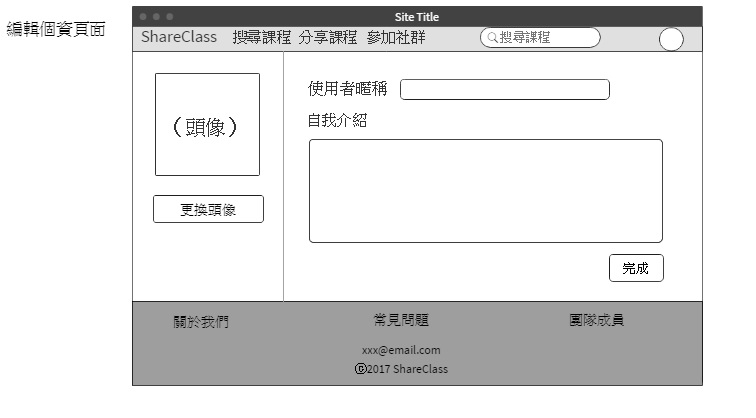 編輯個資頁面
Site Title
ShareClass 搜尋課程 分享課程 參加社群 搜尋課程
(頭像)
更換頭像
使用者暱稱
自我介紹
完成
關於我們 常見問題 團隊成員
xxx@email.com
©2017 ShareClass